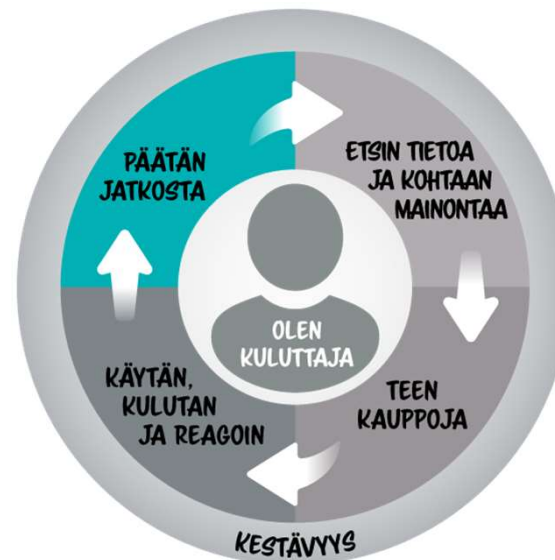 PÄÄTÄN
JATKOSTA
ETSIN TIETOA
JA KOHTAAN
MAINONTAA
OLEN
KULUTTAJA
KÄYTÄN,
KULUTAN
JA REAGOIN
TEEN
KAUPPOJA
KESTÄVYYS